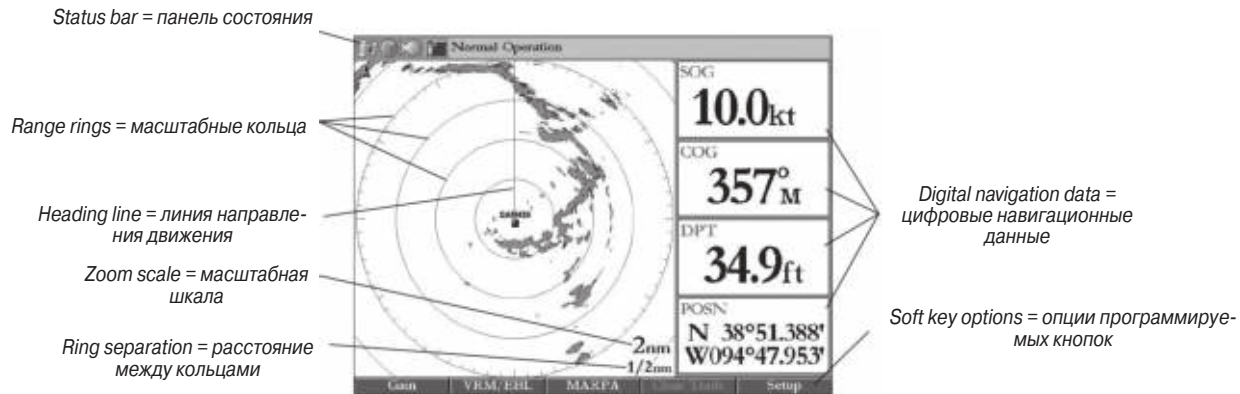 Status bar = панель состояния
Range rings = масштабные кольца
Heading line = линия направле-
ния движения
Zoom scale = масштабная
шкала
Ring separation = расстояние
между кольцами
Normal Operation
GARMIN
2nm
1/2nm
SOG
10.0kt
COG
357°M
DPT
34.9ft
POSN
N 38°51.388'
W094°47.953'
Gain
VRM/EBL
MARPA
Clear Trails
Setup
Digital navigation data =
цифровые навигационные
данные
Soft key options = опции программируе-
мых кнопок